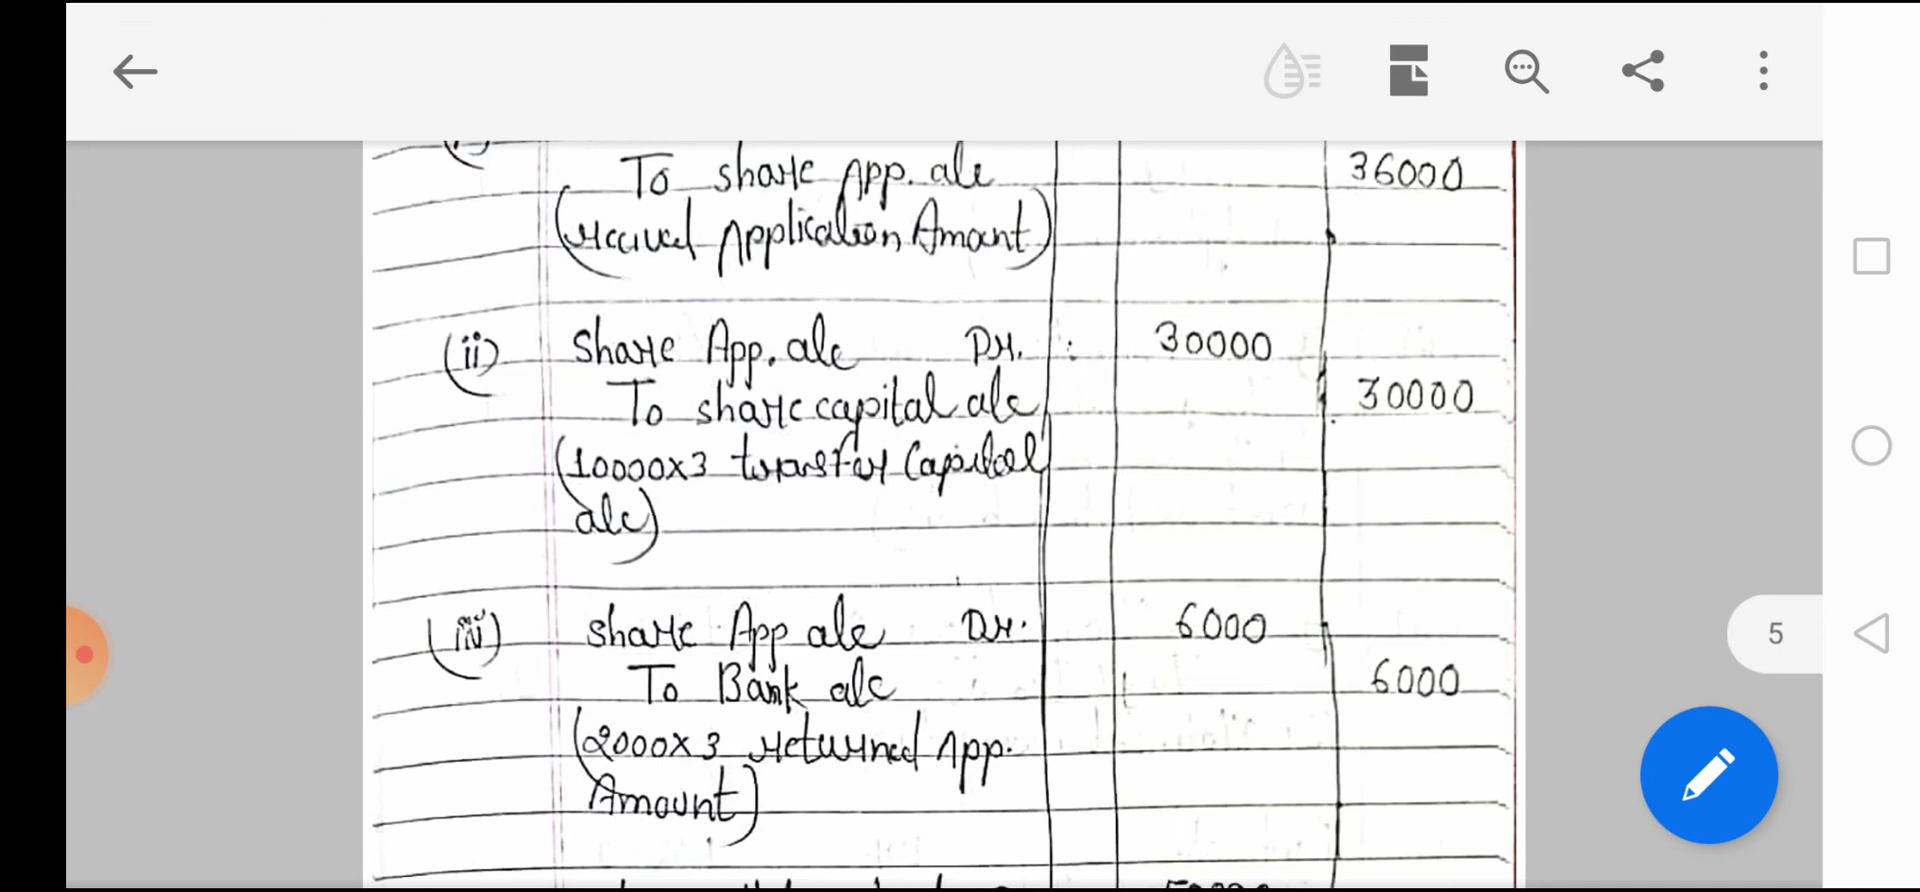 To share App. a/c 36000
(received Application Amount)
(ii) Share App. a/c Dr. : 30000
To share capital a/c 30000
(10000x3 transfer Capital
a/c)
(iii) share App a/c Dr. 6000
To Bank a/c 6000
(2000x3 returned App.
Amount)
5